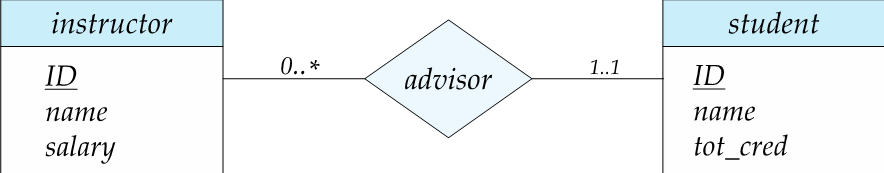 instructor
ID
name
salary
0..*
advisor
1..1
student
ID
name
tot_cred